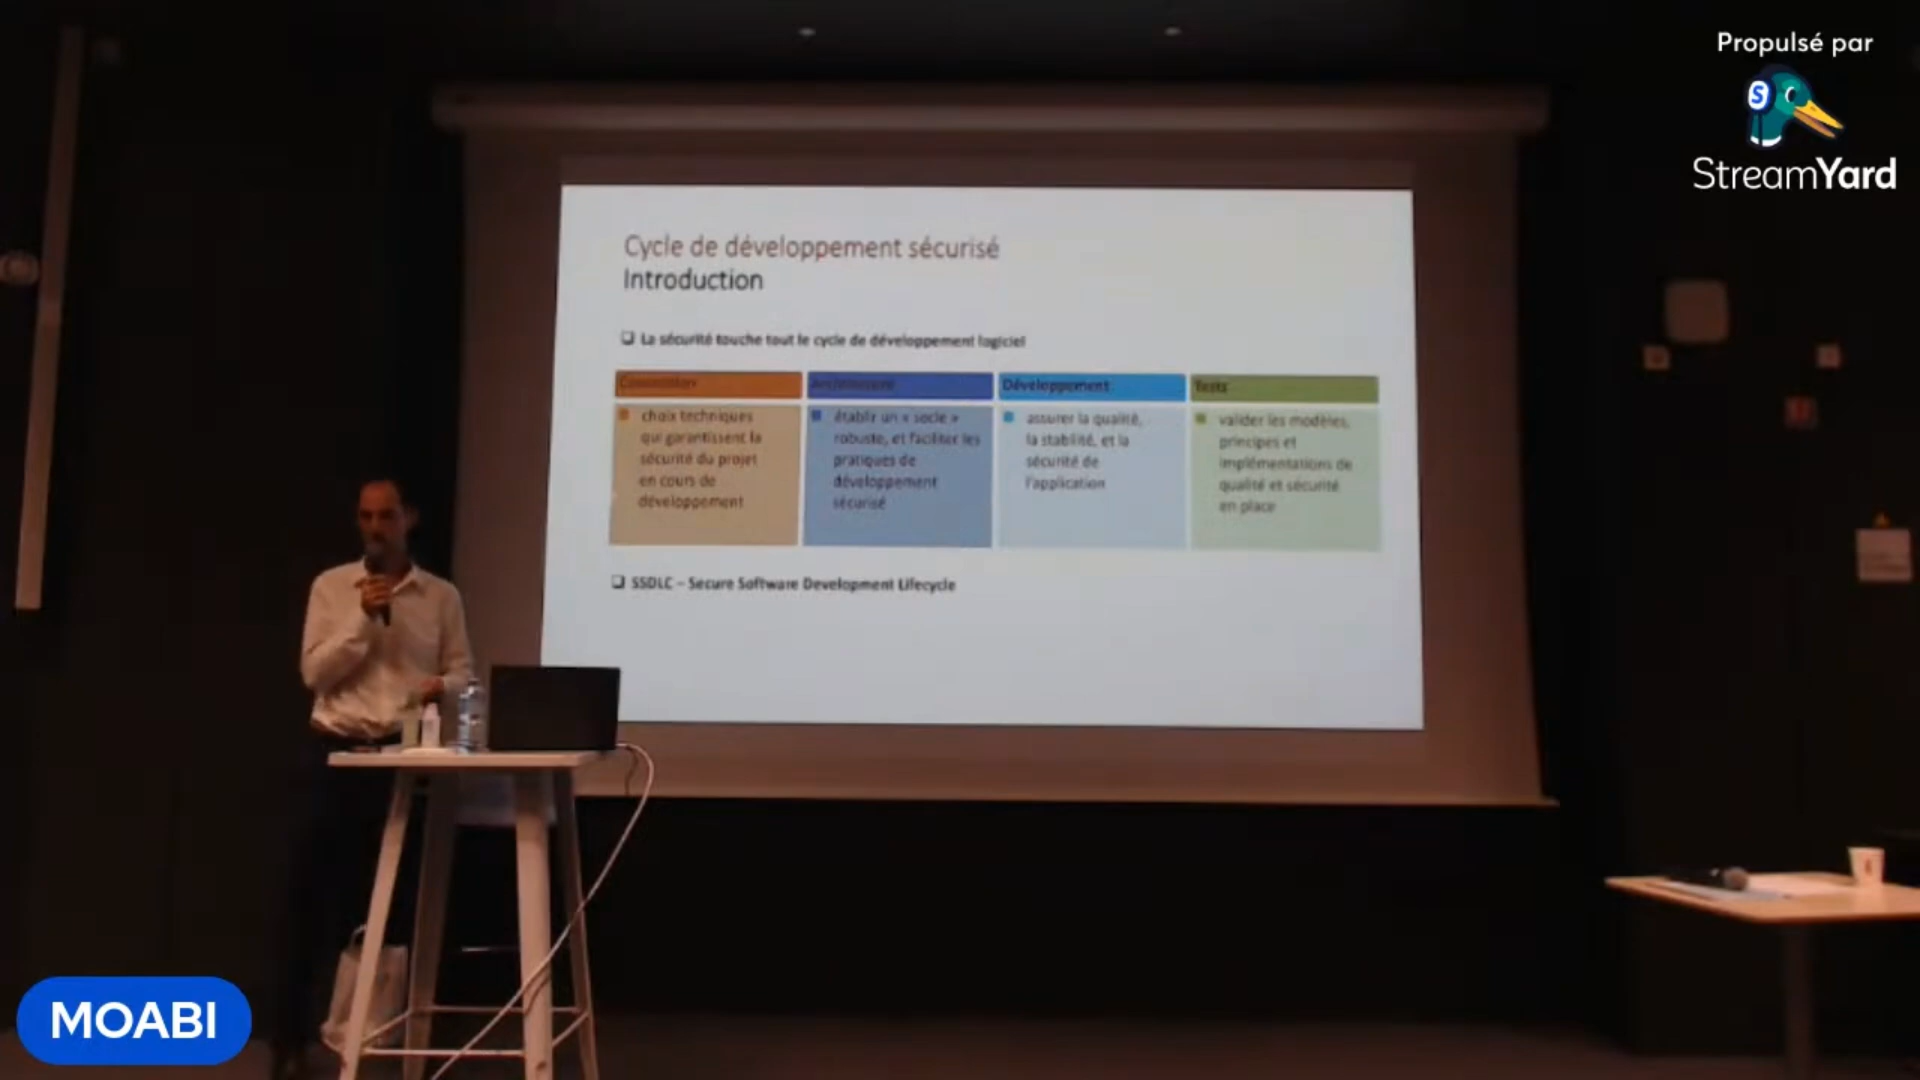 Propulsé par
StreamYard
Cycle de développement sécurisé
Introduction
La sécurité touche tout le cycle de développement logiciel
Conception
Architecture
Développement
Tests
choix techniques
qui garantissent la
sécurité du projet
en cours de
développement
établir un « socle »
robuste, et faciliter les
pratiques de
développement
sécurisé
assurer la qualité,
la stabilité, et la
sécurité de
l'application
valider les modèles,
principes et
implémentations de
qualité et sécurité
en place
SSDLC – Secure Software Development Lifecycle
MOABI